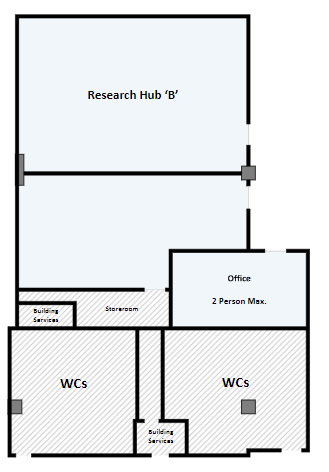 Research Hub ‘B’
Office
2 Person Max.
Building
Services
Storeroom
WCs
WCs
Building
Services